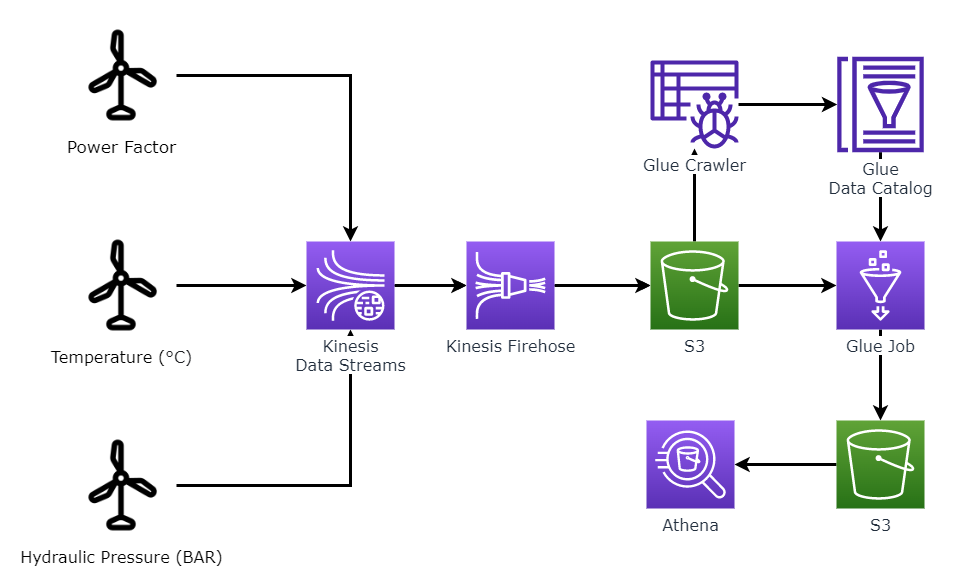 Power Factor
Glue Crawler
Glue
Data Catalog
Temperature (°C)
Kinesis
Data Streams
Kinesis Firehose
S3
Glue Job
Hydraulic Pressure (BAR)
Athena
S3